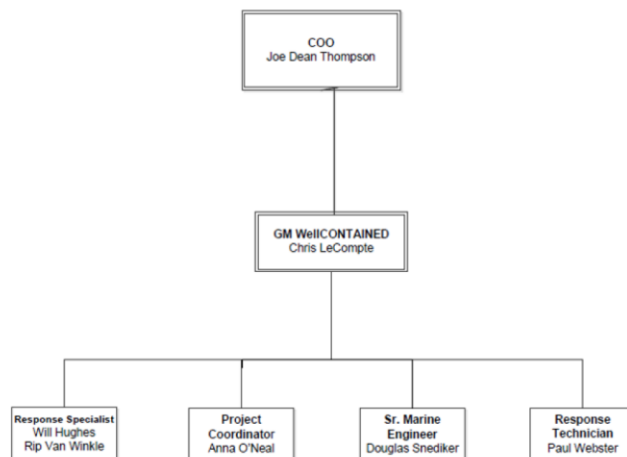 COO
Joe Dean Thompson
GM WellCONTAINED
Chris LeCompte
Response Specialist
Will Hughes
Rip Van Winkle
Project
Coordinator
Anna O'Neal
Sr. Marine
Engineer
Douglas Snediker
Response
Technician
Paul Webster